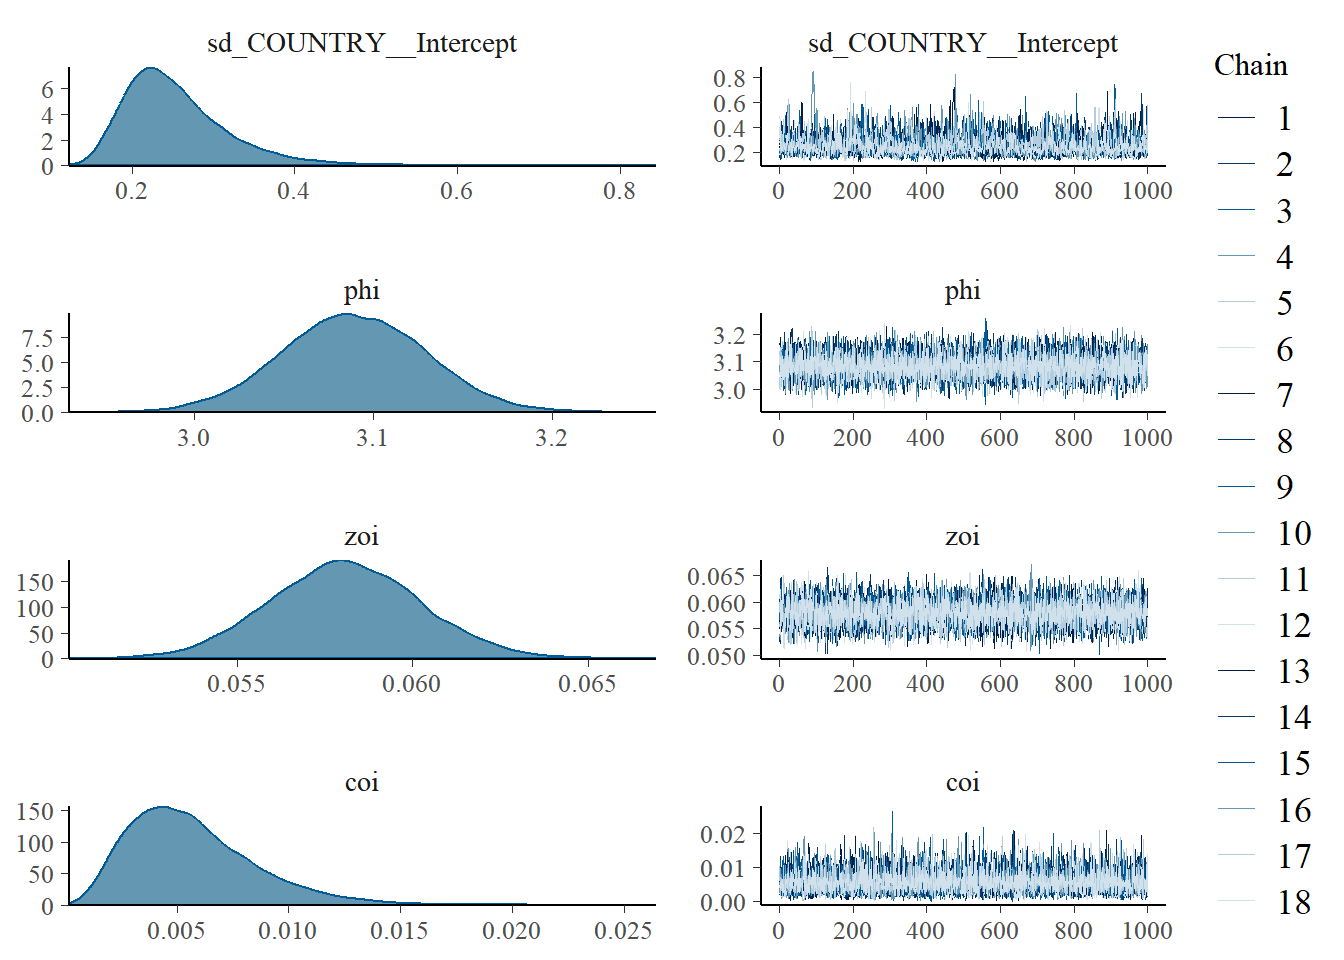 sd_COUNTRY__Intercept
6
4
2
0
0.2 0.4 0.6 0.8
sd_COUNTRY__Intercept
0.8
0.6
0.4
0.2
0 200 400 600 800 1000
phi
7.5
5.0
2.5
0.0
3.0 3.1 3.2
phi
3.2
3.1
3.0
0 200 400 600 800 1000
zoi
150
100
50
0
0.055 0.060 0.065
zoi
0.065
0.060
0.055
0.050
0 200 400 600 800 1000
coi
150
100
50
0
0.005 0.010 0.015 0.020 0.025
coi
0.02
0.01
0.00
0 200 400 600 800 1000
Chain
1
2
3
4
5
6
7
8
9
10
11
12
13
14
15
16
17
18